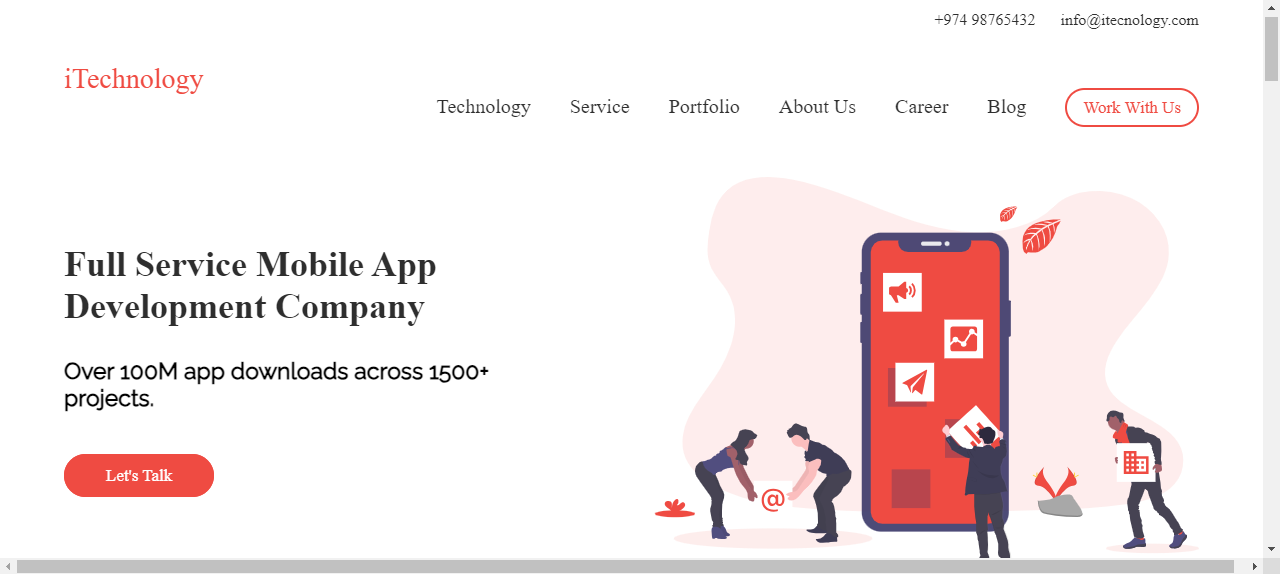 +974 98765432 info@itecnology.com
iTechnology
Technology Service Portfolio About Us Career Blog Work With Us
Full Service Mobile App
Development Company
Over 100M app downloads across 1500+
projects.
Let's Talk
@